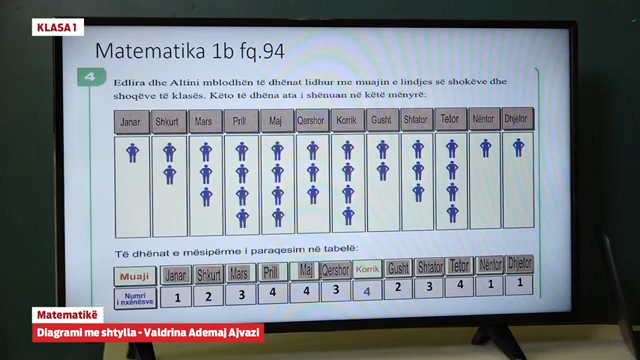 KLASA 1
Matematika 1b fq.94
4
Edlira dhe Altini mblodhën të dhënat lidhur me muajin e lindjes së shokëve dhe
shoqëve të klasës. Këto të dhëna ata i shënuan në këtë mënyrë:
Janar Shkurt Mars Prill Maj Qershor Korrik Gusht Shtator Tetor Nëntor Dhjetor
Të dhënat e mësipërme i paraqesim në tabelë:
Muaji Janar Shkurt Mars Prill Maj Qershor Korrik Gusht Shtator Tetor Nëntor Dhjetor
Numri i nxënësve 1 2 3 4 4 3 4 2 3 4 1 1
Matematikë
Diagrami me shtylla - Valdrina Ademaj Ajvazi